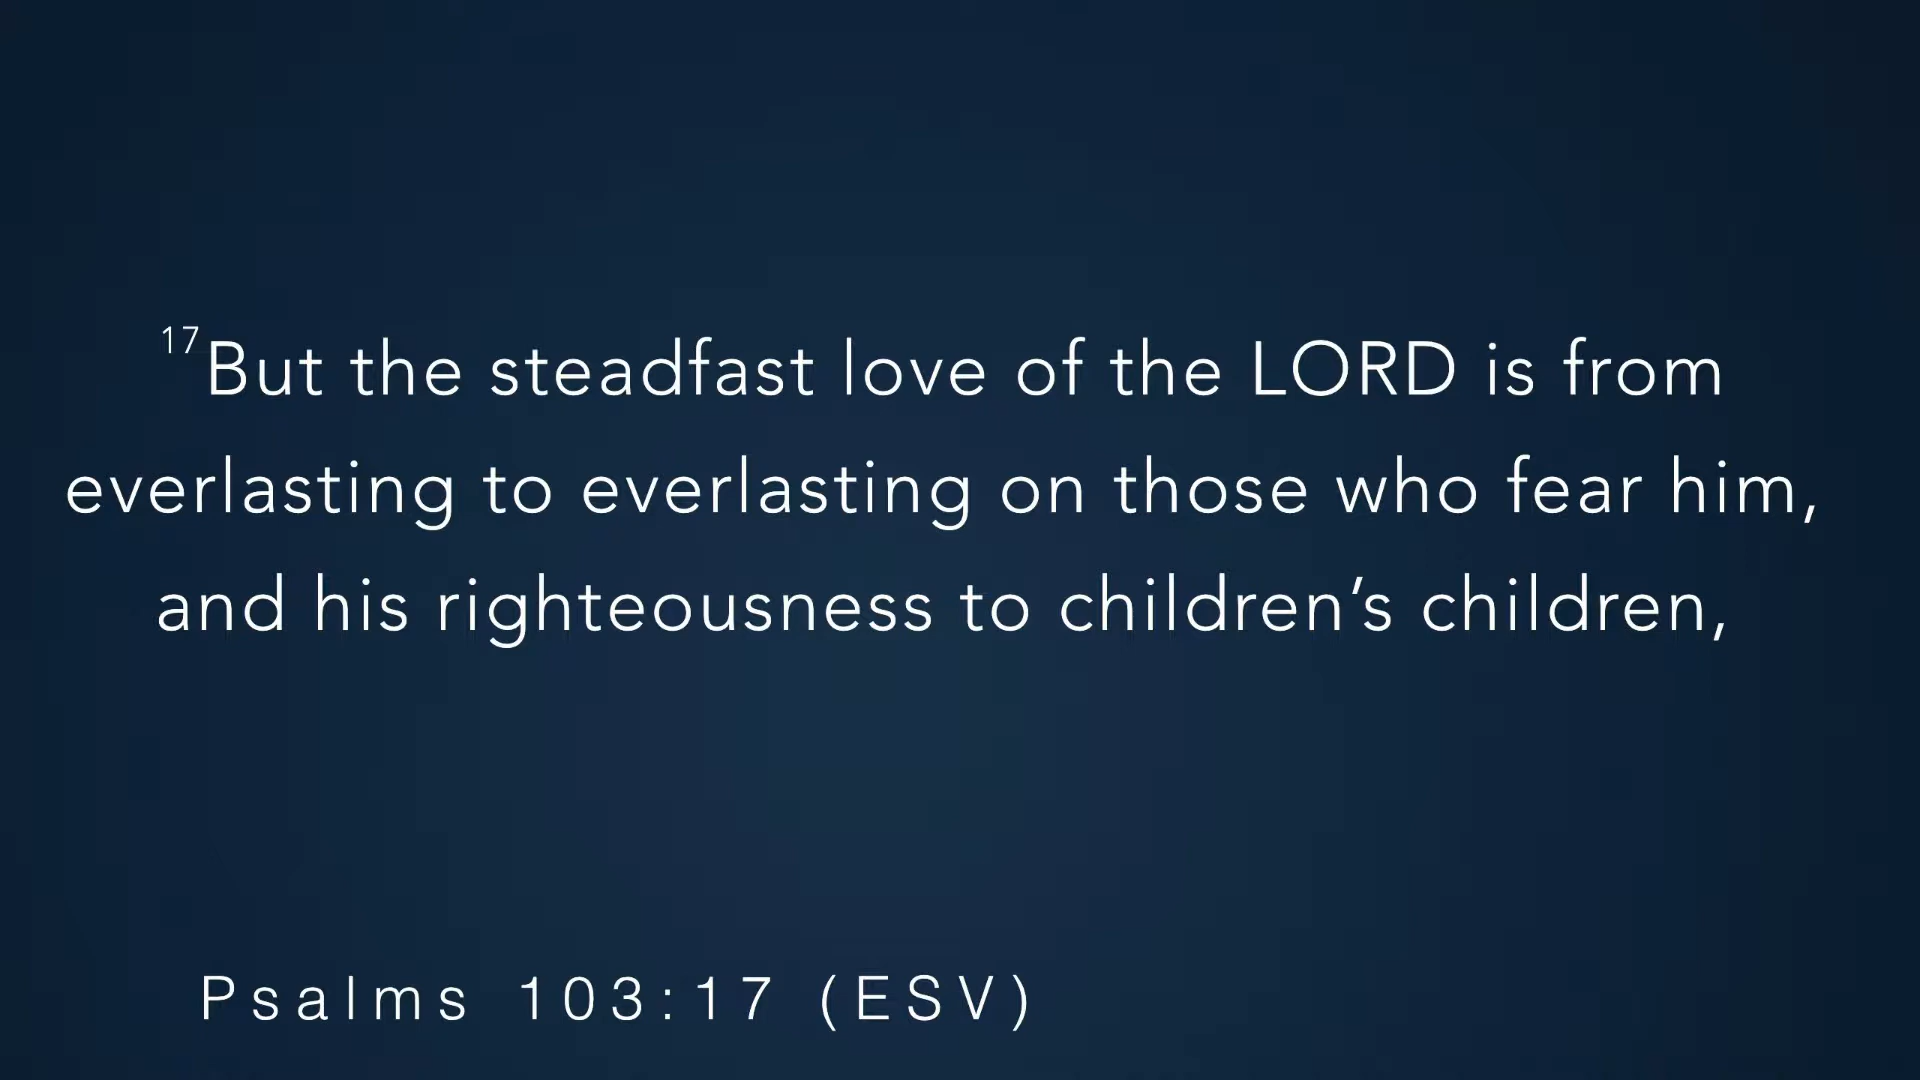 17But the steadfast love of the LORD is from
everlasting to everlasting on those who fear him,
and his righteousness to children’s children,
Psalms 103:17 (ESV)